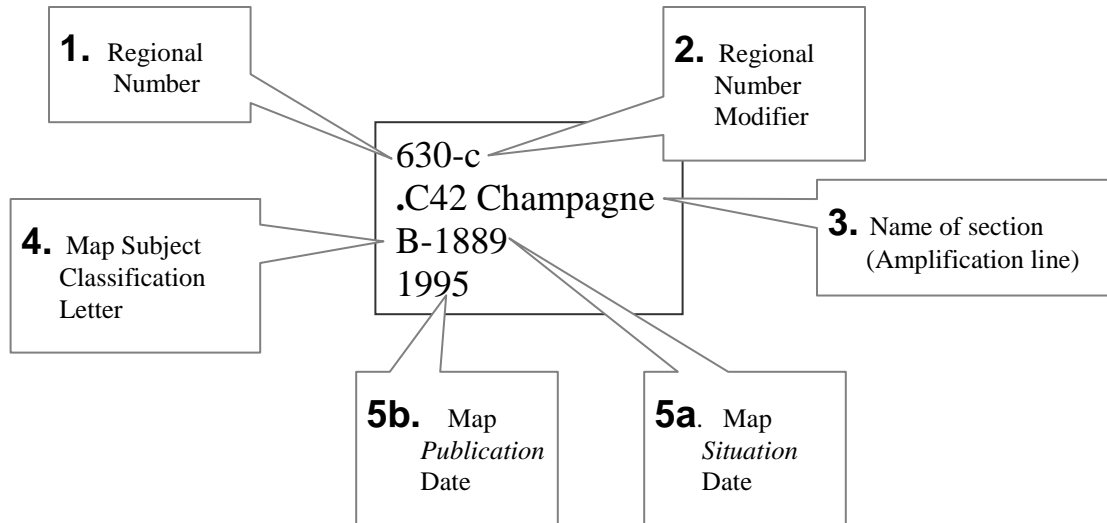 1. Regional
Number
2. Regional
Number
Modifier
630-c
.C42 Champagne
B-1889
1995
3. Name of section
(Amplification line)
4. Map Subject
Classification
Letter
5b. Map
Publication
Date
5a. Map
Situation
Date